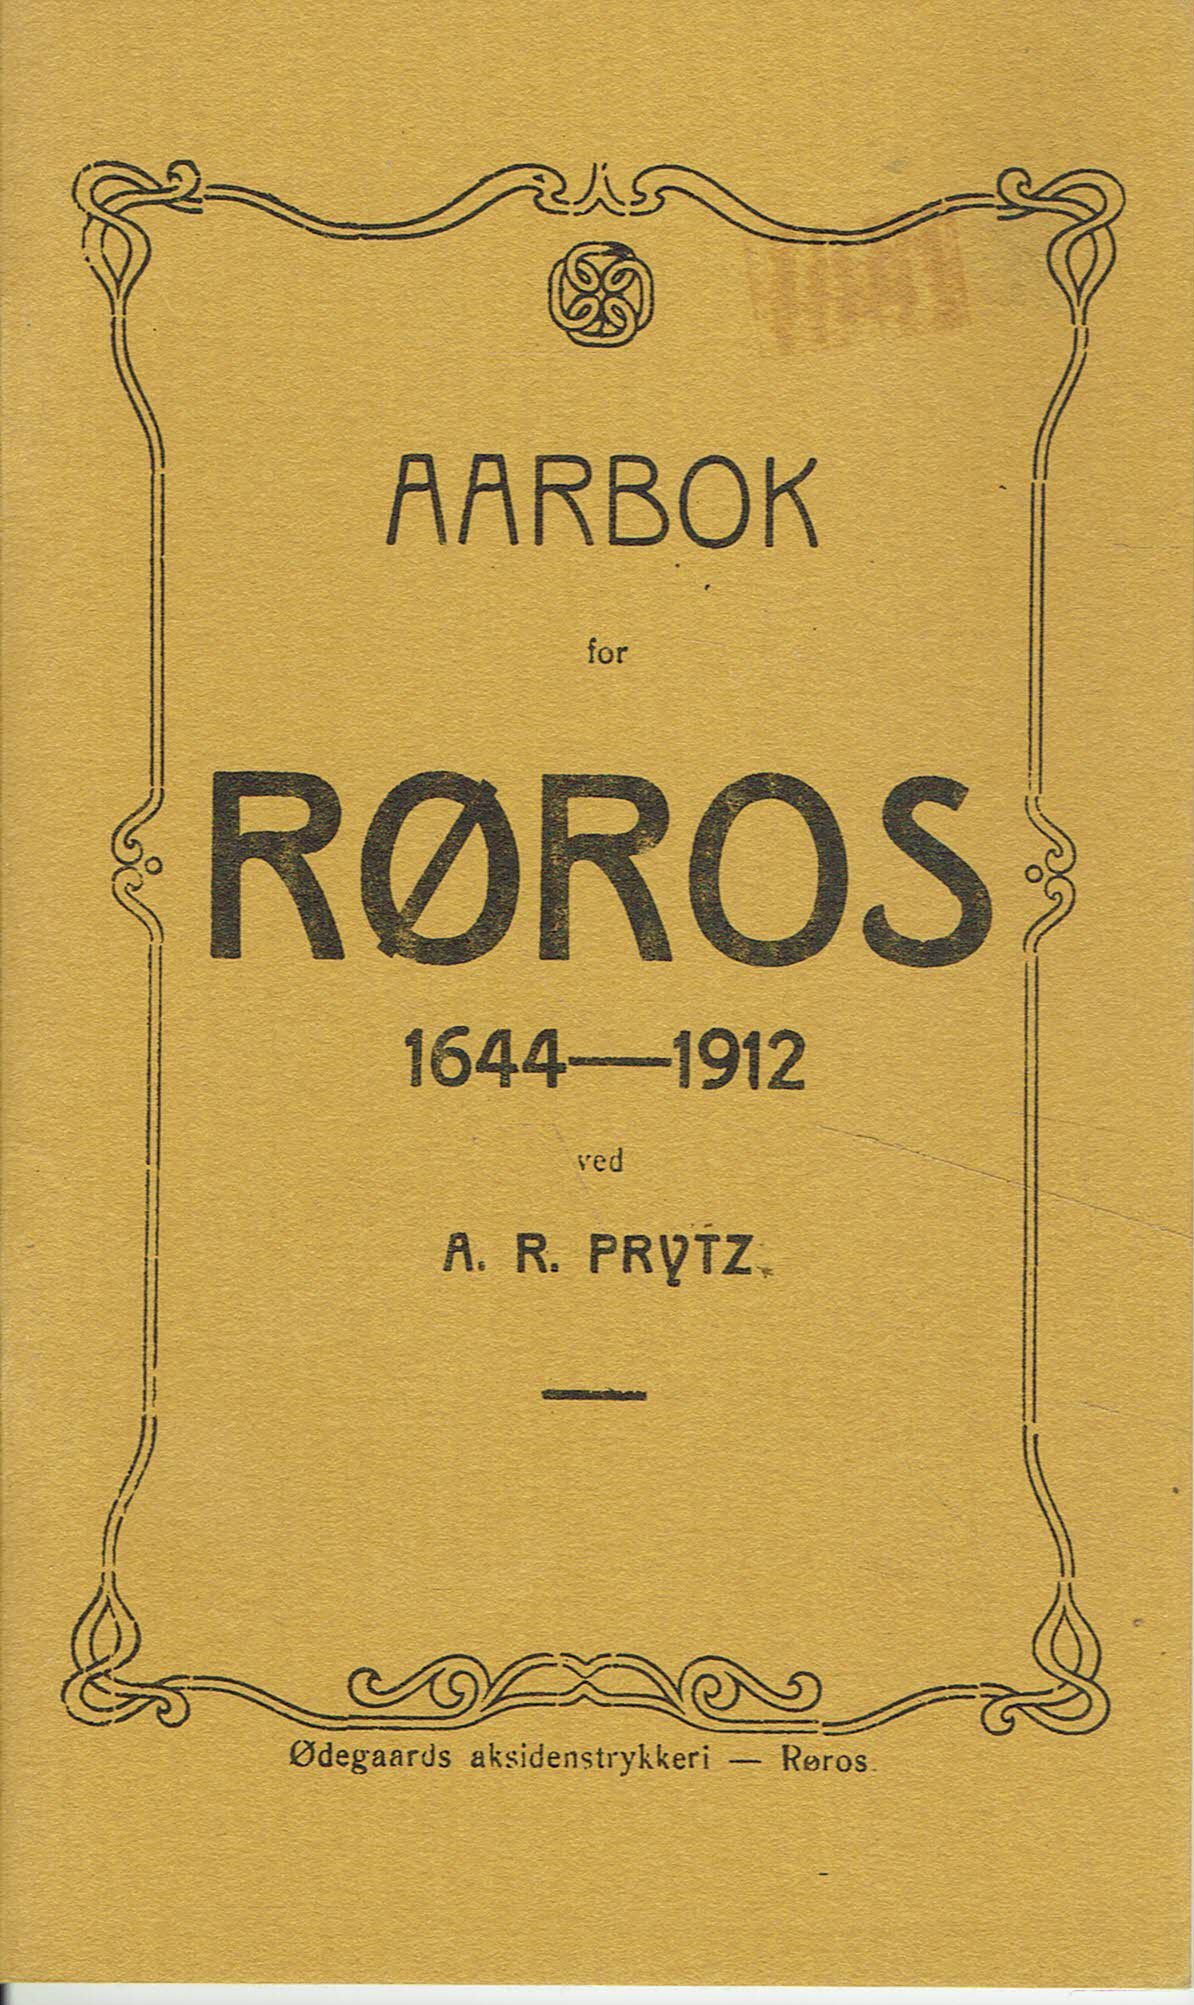 AARBOK
for
RØROS
1644—1912
ved
A. R. PRYTZ
Ødegaards aksidenstrykkeri — Røros.